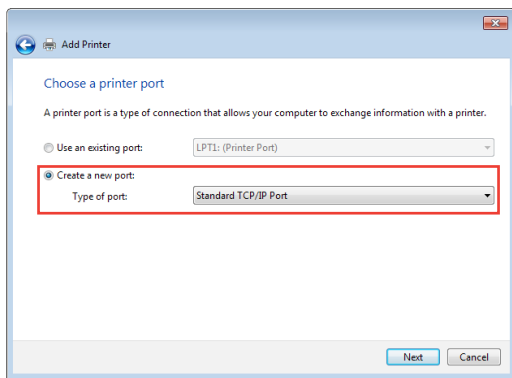 Add Printer
Choose a printer port
A printer port is a type of connection that allows your computer to exchange information with a printer.
Use an existing port: LPT1: (Printer Port)
Create a new port:
Type of port: Standard TCP/IP Port
Next Cancel